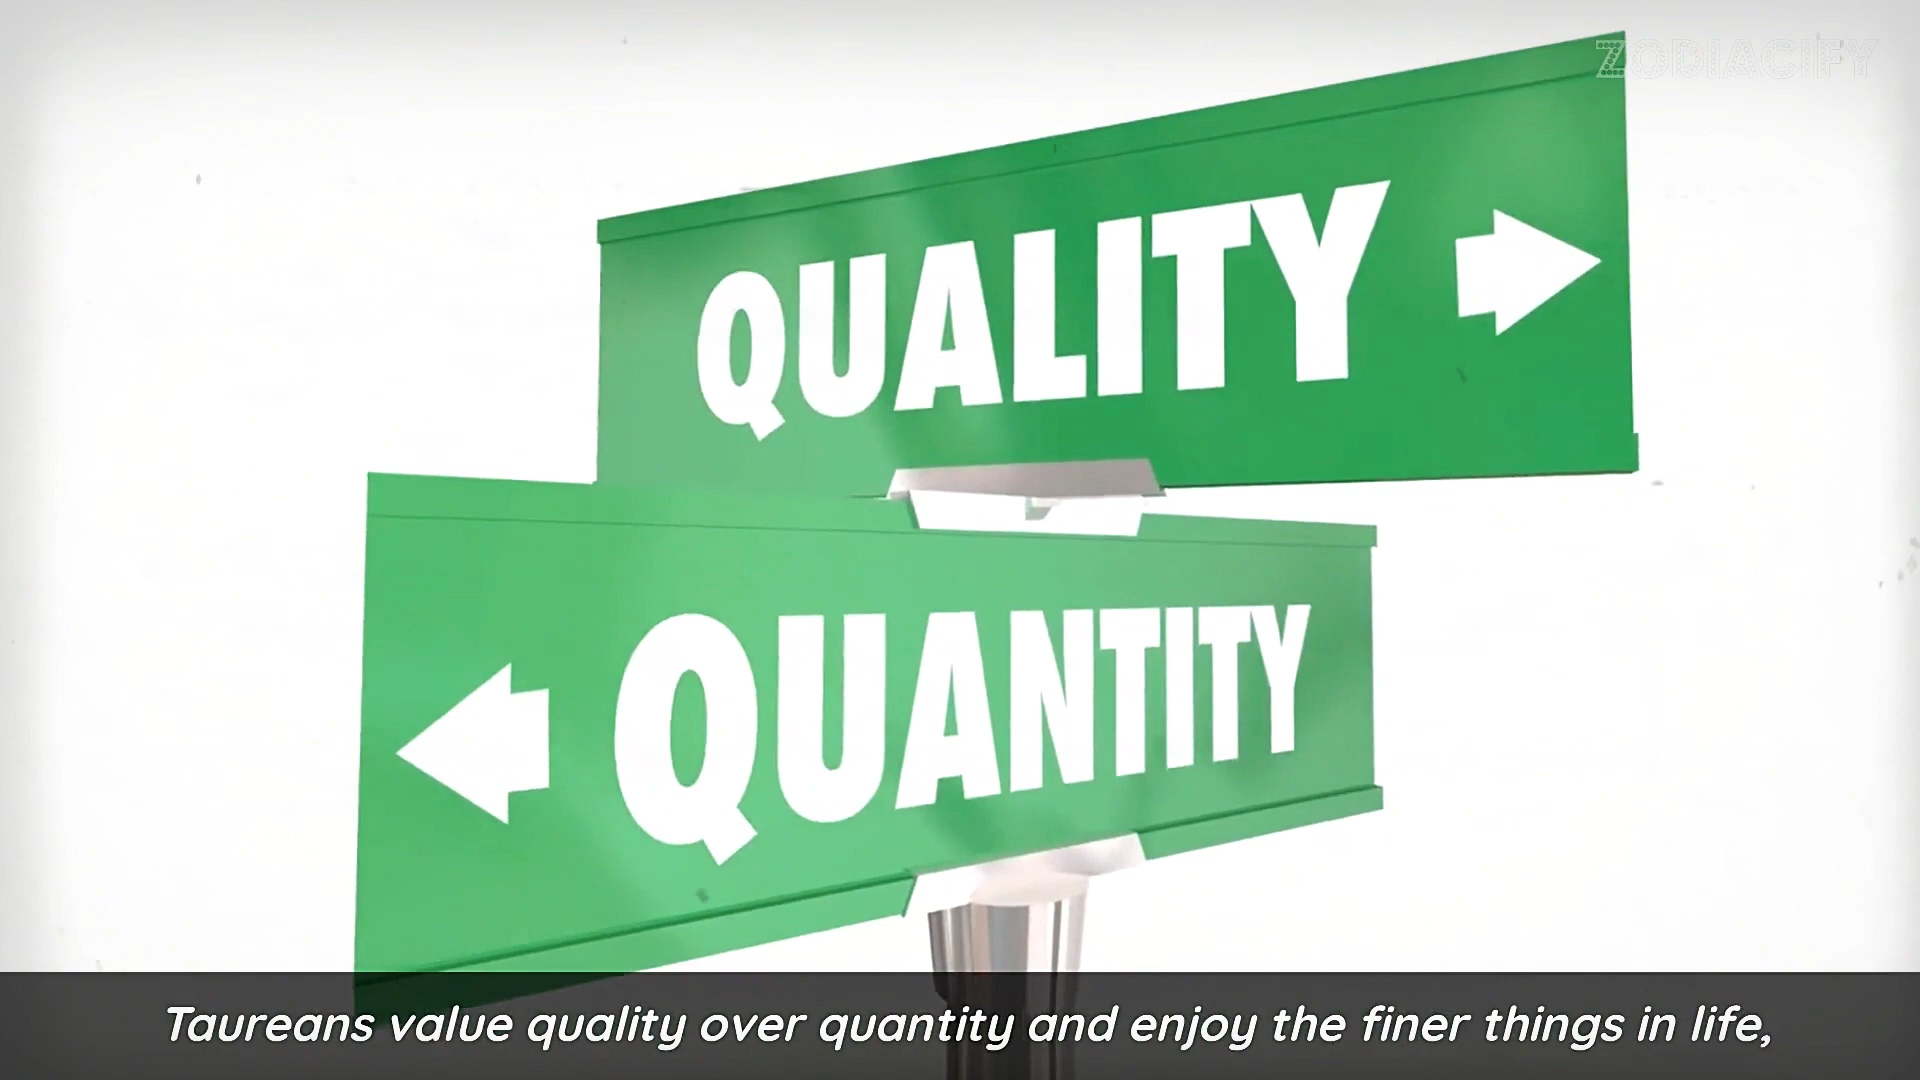 ZODIACIFY
QUALITY
QUANTITY
Taureans value quality over quantity and enjoy the finer things in life,